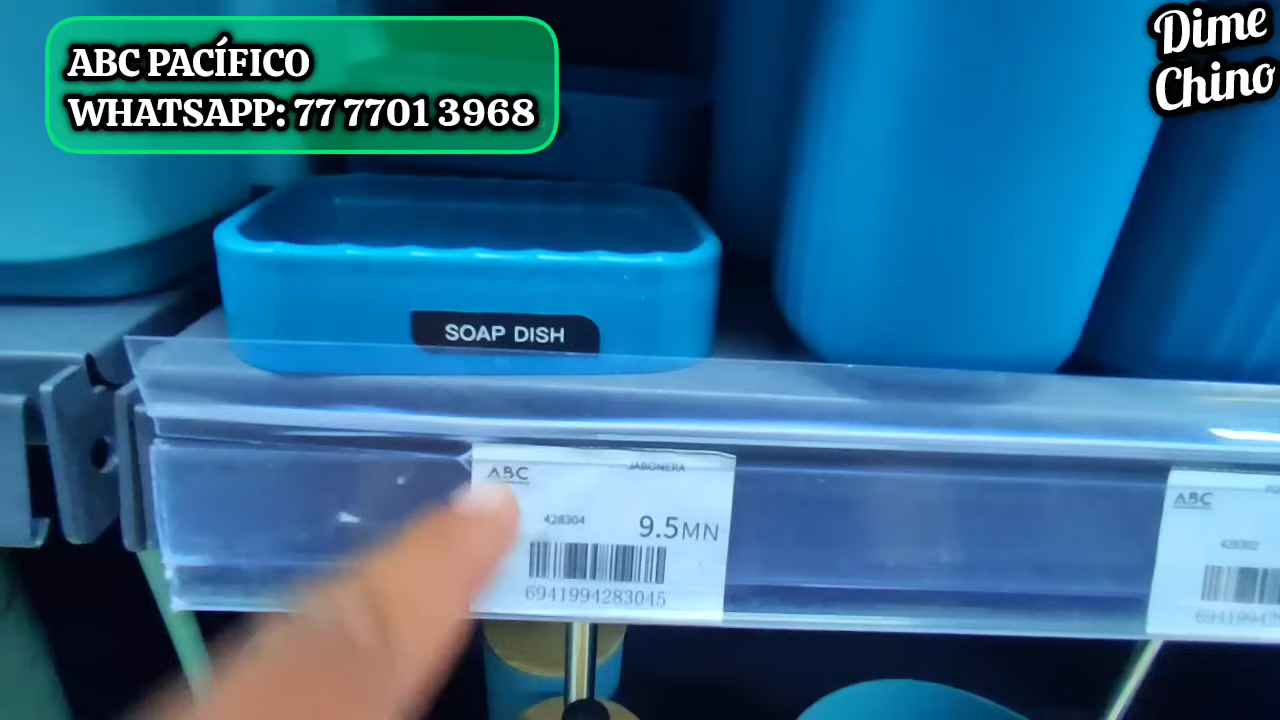 ABC PACÍFICO
WHATSAPP: 77 7701 3968
Dime
Chino
SOAP DISH
ABC
JABONERA
428304
9.5MN
6941994283045
ABC
428302